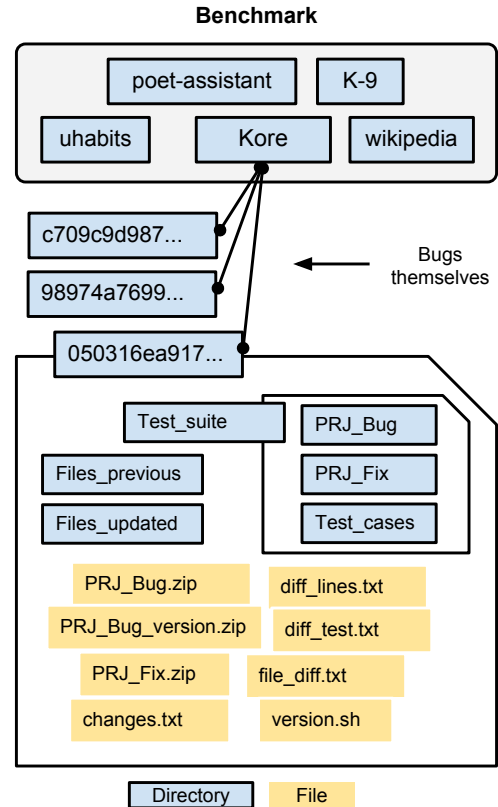 Benchmark
poet-assistant
K-9
uhabits
Kore
wikipedia
c709c9d987...
98974a7699...
Bugs
themselves
050316ea917...
Test_suite
PRJ_Bug
Files_previous
PRJ_Fix
Files_updated
Test_cases
PRJ_Bug.zip
diff_lines.txt
PRJ_Bug_version.zip
diff_test.txt
PRJ_Fix.zip
file_diff.txt
changes.txt
version.sh
Directory
File